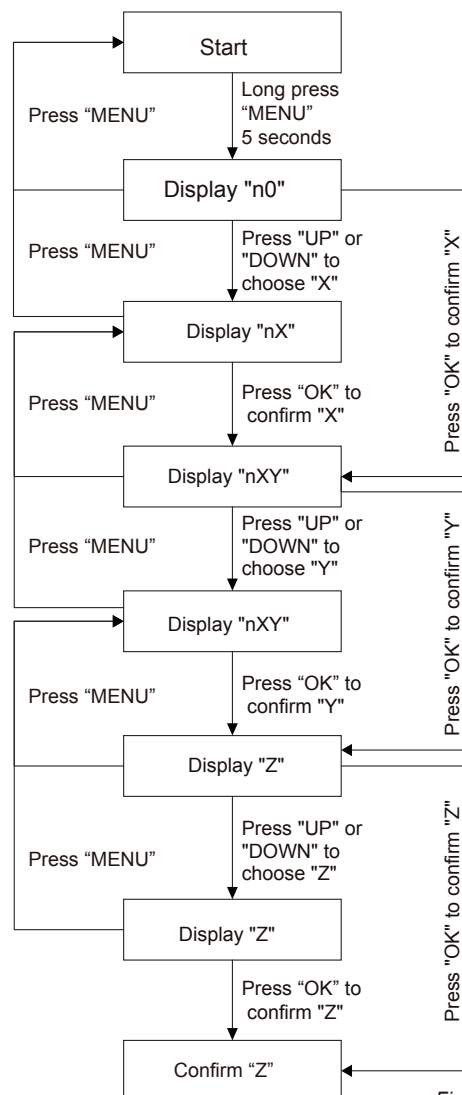 Start
Long press
“MENU”
5 seconds
Press “MENU”
Display "n0"
Press "UP" or
"DOWN" to
choose "X"
Press “MENU”
Press "OK" to confirm "X"
Display "nX"
Press “OK” to
confirm "X"
Press “MENU”
Display "nXY"
Press "UP" or
"DOWN" to
choose "Y"
Press “MENU”
Press "OK" to confirm "Y"
Display "nXY"
Press “OK” to
confirm "Y"
Press “MENU”
Display "Z"
Press "UP" or
"DOWN" to
choose "Z"
Press “MENU”
Press "OK" to confirm "Z"
Display "Z"
Press “OK” to
confirm "Z"
Confirm “Z”